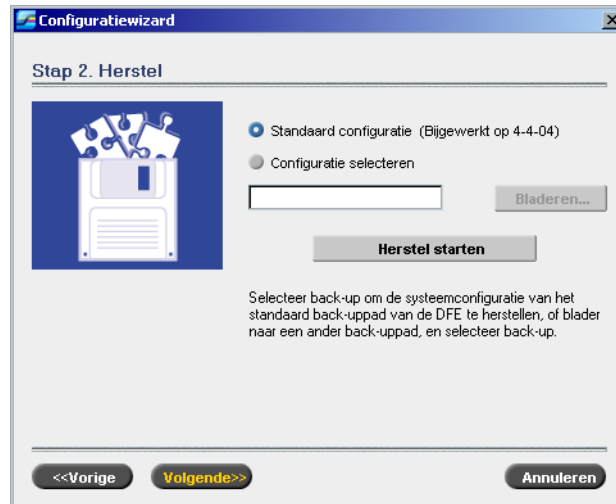 Configuratiewizard
Stap 2. Herstel
Standaard configuratie (Bijgewerkt op 4-4-04)
Configuratie selecteren
Bladeren...
Herstel starten
Selecteer back-up om de systeemconfiguratie van het
standaard back-uppad van de DFE te herstellen, of blader
naar een ander back-uppad, en selecteer back-up.
<<Vorige
Volgende>>
Annuleren